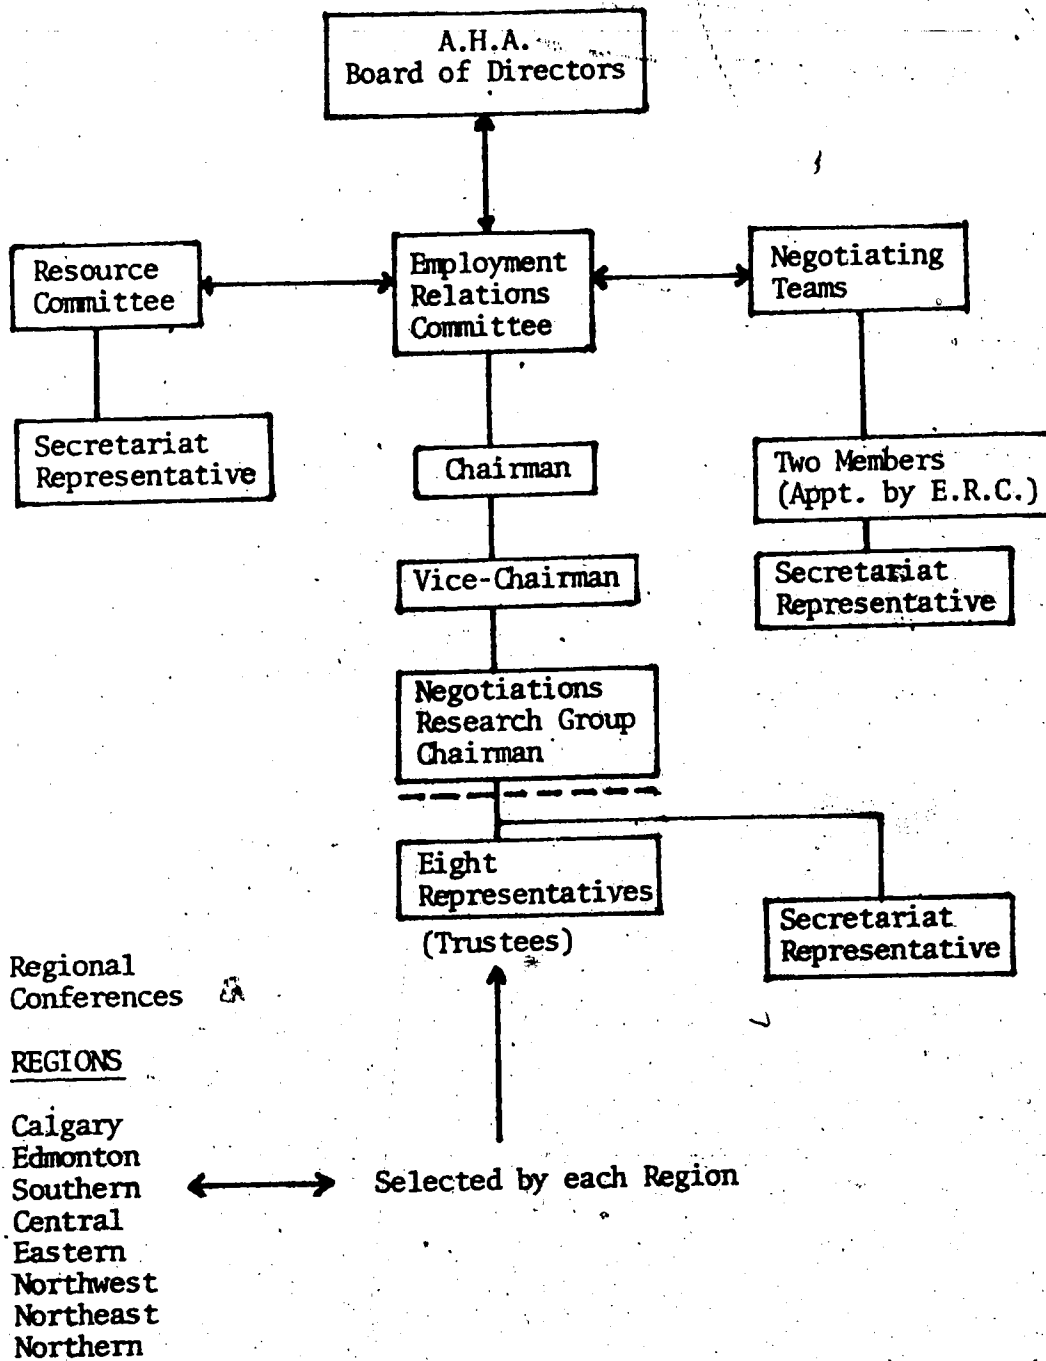 A.H.A.
Board of Directors
Resource
Committee
Employment
Relations
Committee
Negotiating
Teams
Secretariat
Representative
Chairman
Two Members
(Appt. by E.R.C.)
Vice-Chairman
Secretariat
Representative
Negotiations
Research Group
Chairman
Eight
Representatives
(Trustees)
Secretariat
Representative
Regional
Conferences
REGIONS
Calgary
Edmonton
Southern
Central
Eastern
Northwest
Northeast
Northern
Selected by each Region